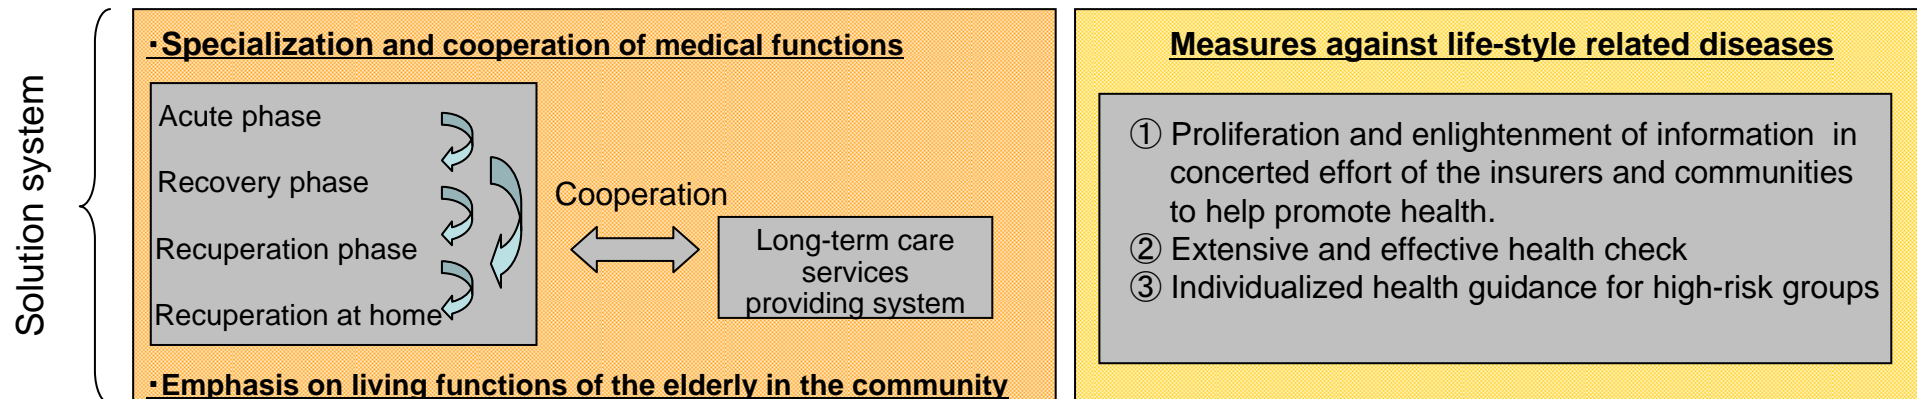 Solution system
・Specialization and cooperation of medical functions
Acute phase
Recovery phase
Recuperation phase
Recuperation at home
Cooperation
Long-term care
services
providing system
・Emphasis on living functions of the elderly in the community
Measures against life-style related diseases
① Proliferation and enlightenment of information in
concerted effort of the insurers and communities
to help promote health.
② Extensive and effective health check
③ Individualized health guidance for high-risk groups